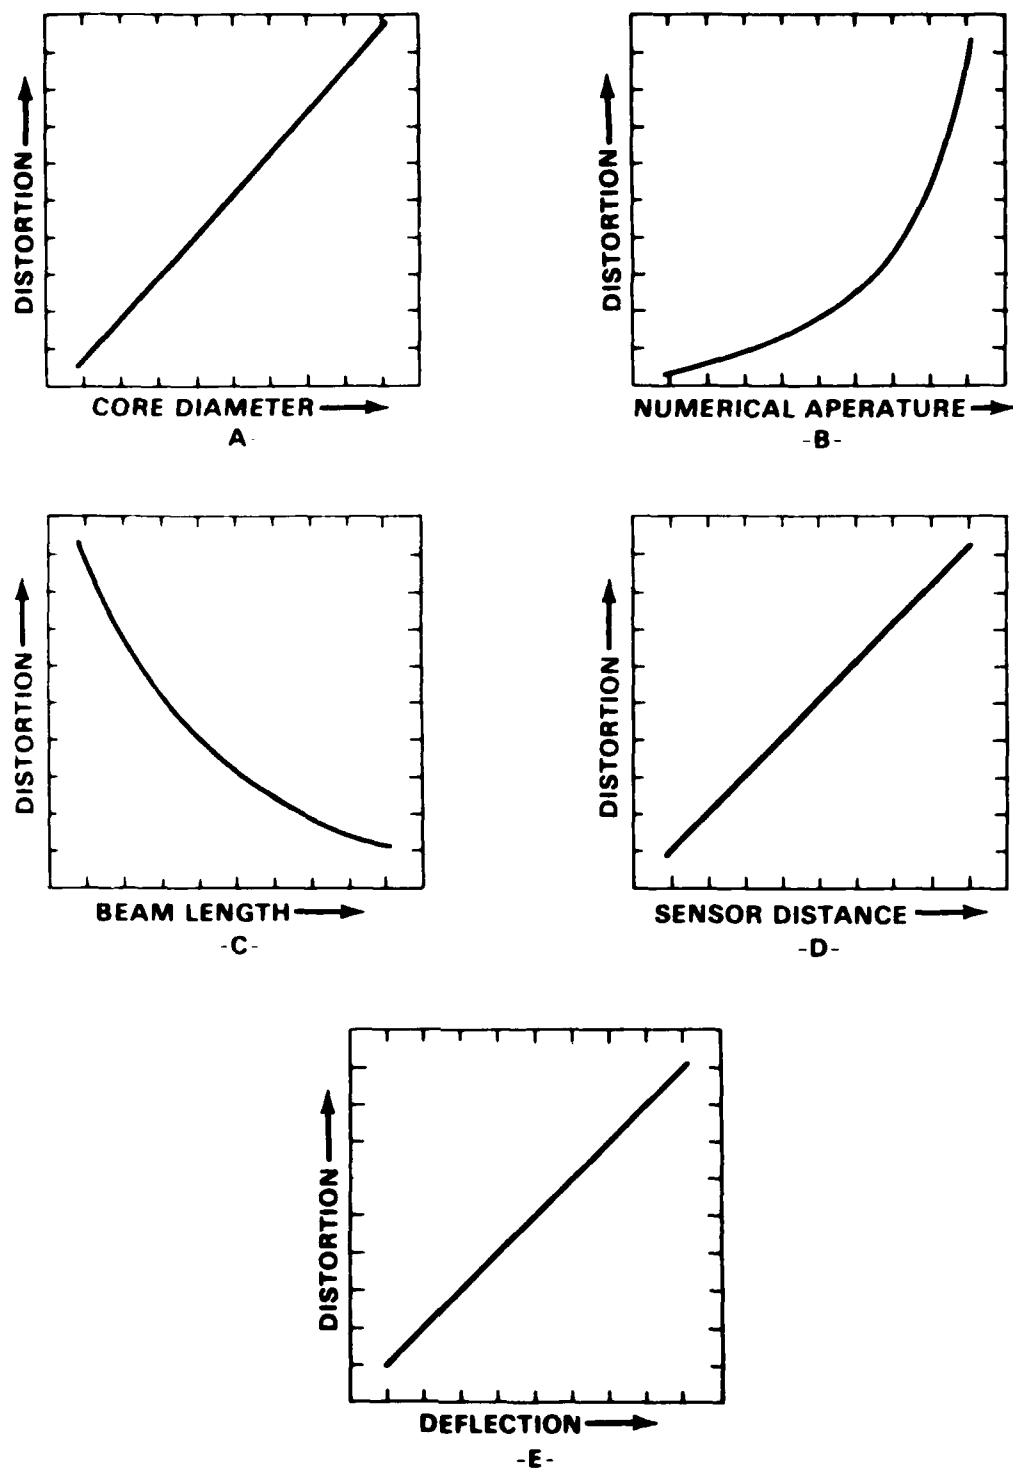 DISTORTION
CORE DIAMETER
A-
DISTORTION
NUMERICAL APERATURE
-B-
DISTORTION
BEAM LENGTH
-C-
DISTORTION
SENSOR DISTANCE
-D-
DISTORTION
DEFLECTION
-E-